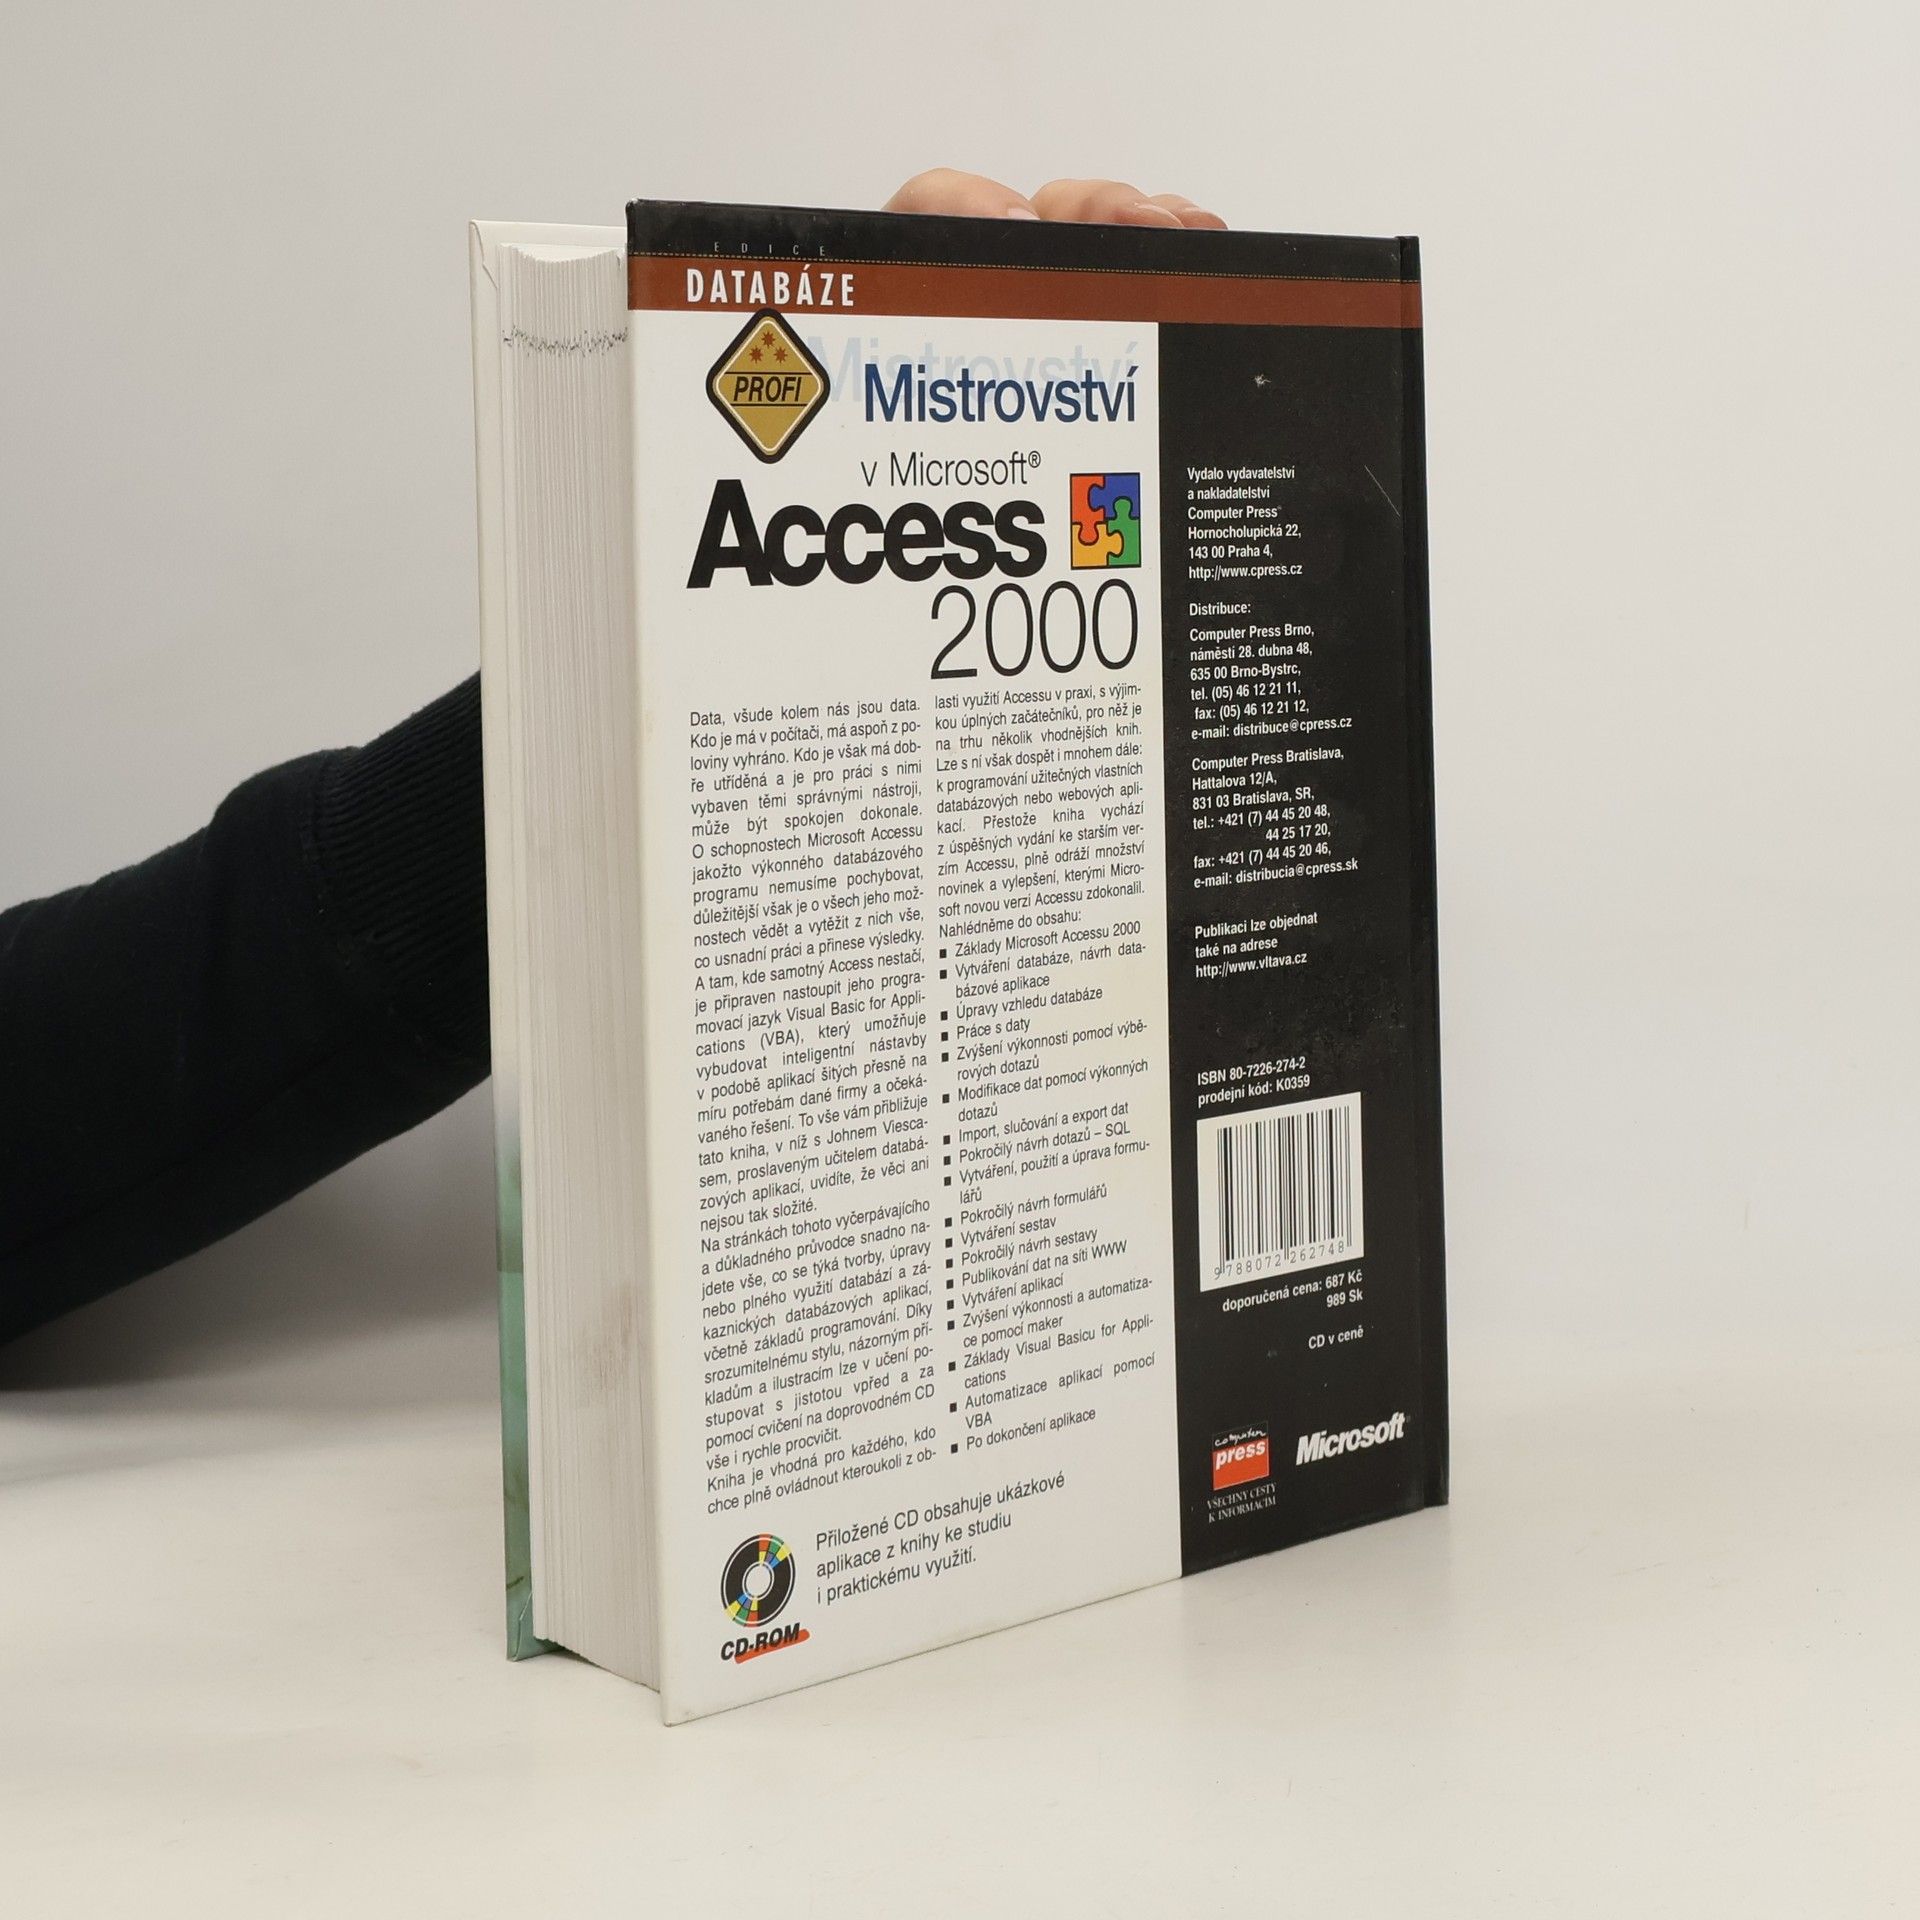 EDICE
DATABÁZE
PROFI
Mistrovství
Mistrovství
v Microsoft®
Access
2000
Data, všude kolem nás jsou data.
Kdo je má v počítači, má aspoň z po-
loviny vyhráno. Kdo je však má dob-
ře utříděná a je pro práci s nimi
vybaven těmi správnými nástroji,
může být spokojen dokonale.
O schopnostech Microsoft Accessu
jakožto výkonného databázového
programu nemusíme pochybovat,
důležitější však je o všech jeho mož-
nostech vědět a vytěžit z nich vše,
co usnadní práci a přinese výsledky.
A tam, kde samotný Access nestačí,
je připraven nastoupit jeho progra-
movací jazyk Visual Basic for Appli-
cations (VBA), který umožňuje
vybudovat inteligentní nástavby
v podobě aplikací šitých přesně na
míru potřebám dané firmy a očeká-
vaného řešení. To vše vám přibližuje
tato kniha, v níž s Johnem Viesca-
sem, proslaveným učitelem databá-
zových aplikací, uvidíte, že věci ani
nejsou tak složité.
Na stránkách tohoto vyčerpávajícího
a důkladného průvodce snadno na-
jdete vše, co se týká tvorby, úpravy
nebo plného využití databází a zá-
kaznických databázových aplikací,
včetně základů programování. Díky
srozumitelnému stylu, názorným pří-
kladům a ilustracím lze v učení po-
stupovat s jistotou vpřed a za
pomocí cvičení na doprovodném CD
vše i rychle procvičit.
Kniha je vhodná pro každého, kdo
chce plně ovládnout kteroukoli z ob-
lasti využití Accessu v praxi, s výjim-
kou úplných začátečníků, pro něž je
na trhu několik vhodnějších knih.
Lze s ní však dospět i mnohem dále:
k programování užitečných vlastních
databázových nebo webových apli-
kací. Přestože kniha vychází
z úspěšných vydání ke starším ver-
zím Accessu, plně odráží množství
novinek a vylepšení, kterými Micro-
soft novou verzi Accessu zdokonalil.
Nahlédněme do obsahu:
■ Základy Microsoft Accessu 2000
■ Vytváření databáze, návrh data-
bázové aplikace
■ Úpravy vzhledu databáze
■ Práce s daty
■ Zvýšení výkonnosti pomocí výbě-
rových dotazů
■ Modifikace dat pomocí výkonných
dotazů
■ Import, slučování a export dat
■ Pokročilý návrh dotazů – SQL
■ Vytváření, použití a úprava formu-
lářů
■ Pokročilý návrh formulářů
■ Vytváření sestav
■ Pokročilý návrh sestavy
■ Publikování dat na síti WWW
■ Vytváření aplikací
■ Zvýšení výkonnosti a automatiza-
ce pomocí maker
■ Základy Visual Basicu for Appli-
cations
■ Automatizace aplikací pomocí
VBA
■ Po dokončení aplikace
CD-ROM
Přiložené CD obsahuje ukázkové
aplikace z knihy ke studiu
i praktickému využití.
Vydalo vydavatelství
a nakladatelství
Computer Press
Hornocholupická 22,
143 00 Praha 4,
http://www.cpress.cz
Distribuce:
Computer Press Brno,
náměstí 28. dubna 48,
635 00 Brno-Bystrc,
tel. (05) 46 12 21 11,
fax: (05) 46 12 21 12,
e-mail: distribuce@cpress.cz
Computer Press Bratislava,
Hattalova 12/A,
831 03 Bratislava, SR,
tel.: +421 (7) 44 45 20 48,
44 25 17 20,
fax: +421 (7) 44 45 20 46,
e-mail: distribucia@cpress.sk
Publikaci lze objednat
také na adrese
http://www.vltava.cz
ISBN 80-7226-274-2
prodejní kód: K0359
9 788072 262748
doporučená cena: 687 Kč
989 Sk
CD v ceně
computer
press
VŠECHNY CESTY
K INFORMACÍM
Microsoft